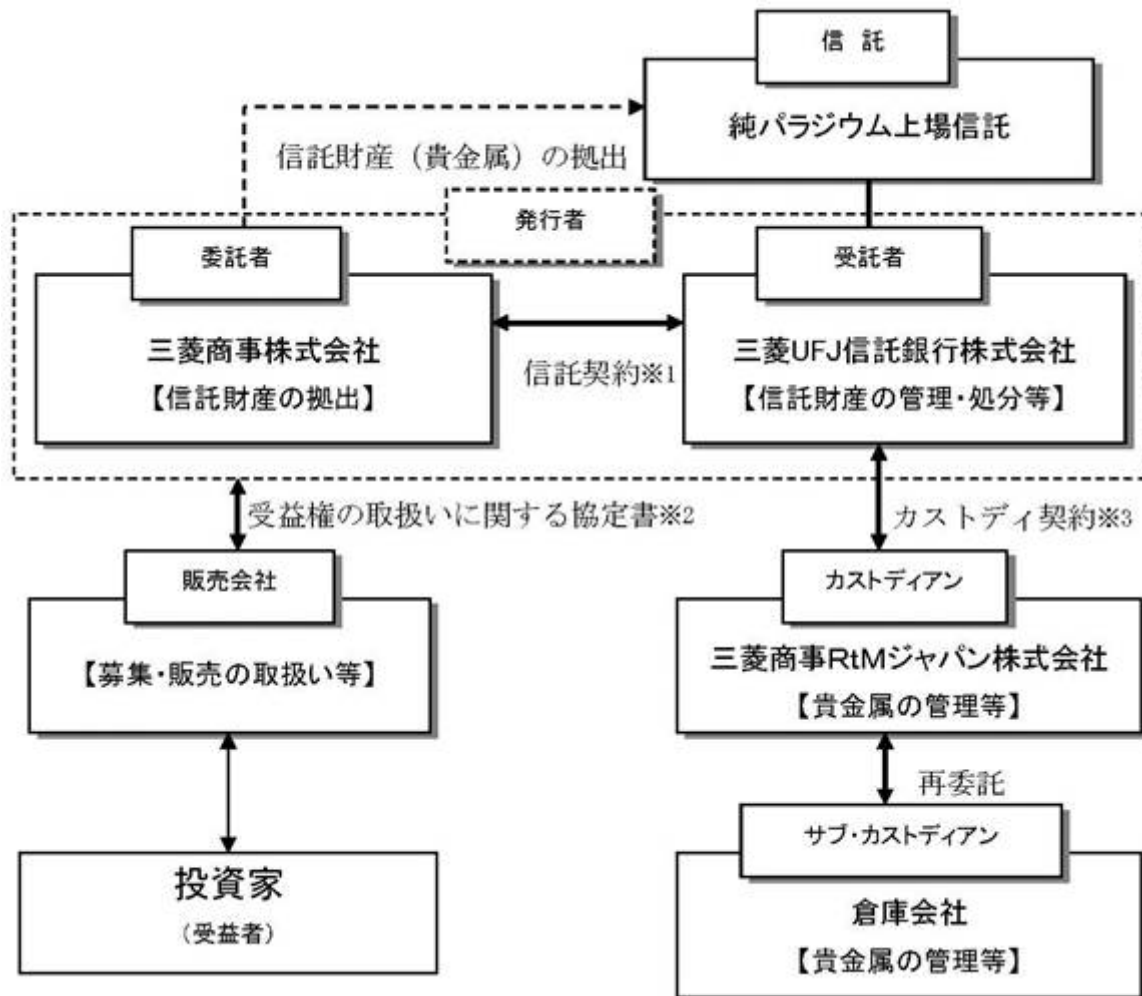 信 託
純パラジウム上場信託
信託財産（貴金属）の拠出
発行者
委託者
三菱商事株式会社
【信託財産の拠出】
信託契約※1
受託者
三菱UFJ信託銀行株式会社
【信託財産の管理・処分等】
受益権の取扱いに関する協定書※2
カストディ契約※3
販売会社
【募集・販売の取扱い等】
カストディアン
三菱商事RtMジャパン株式会社
【貴金属の管理等】
再委託
投資家
（受益者）
サブ・カストディアン
倉庫会社
【貴金属の管理等】